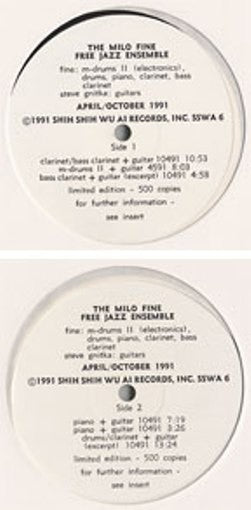 THE MILO FINE
FREE JAZZ ENSEMBLE
fine: m-drums II (electronics),
drums, piano, clarinet, bass
clarinet
steve gnitka: guitars
APRIL/OCTOBER 1991
©1991 SHIH SHIH WU AI RECORDS, INC. SSWA 6
Side 1
clarinet/bass clarinet + guitar 10491 10:53
m-drums II + guitar 4591 8:03
bass clarinet + guitar (excerpt) 10491 4:58
limited edition - 500 copies
for further information -
see insert
THE MILO FINE
FREE JAZZ ENSEMBLE
fine: m-drums II (electronics),
drums, piano, clarinet, bass
clarinet
steve gnitka: guitars
APRIL/OCTOBER 1991
©1991 SHIH SHIH WU AI RECORDS, INC. SSWA 6
Side 2
piano + guitar 10491 7:19
piano + guitar 10491 3:26
drums/clarinet + guitar
(excerpt) 10491 13:24
limited edition - 500 copies
for further information -
see insert